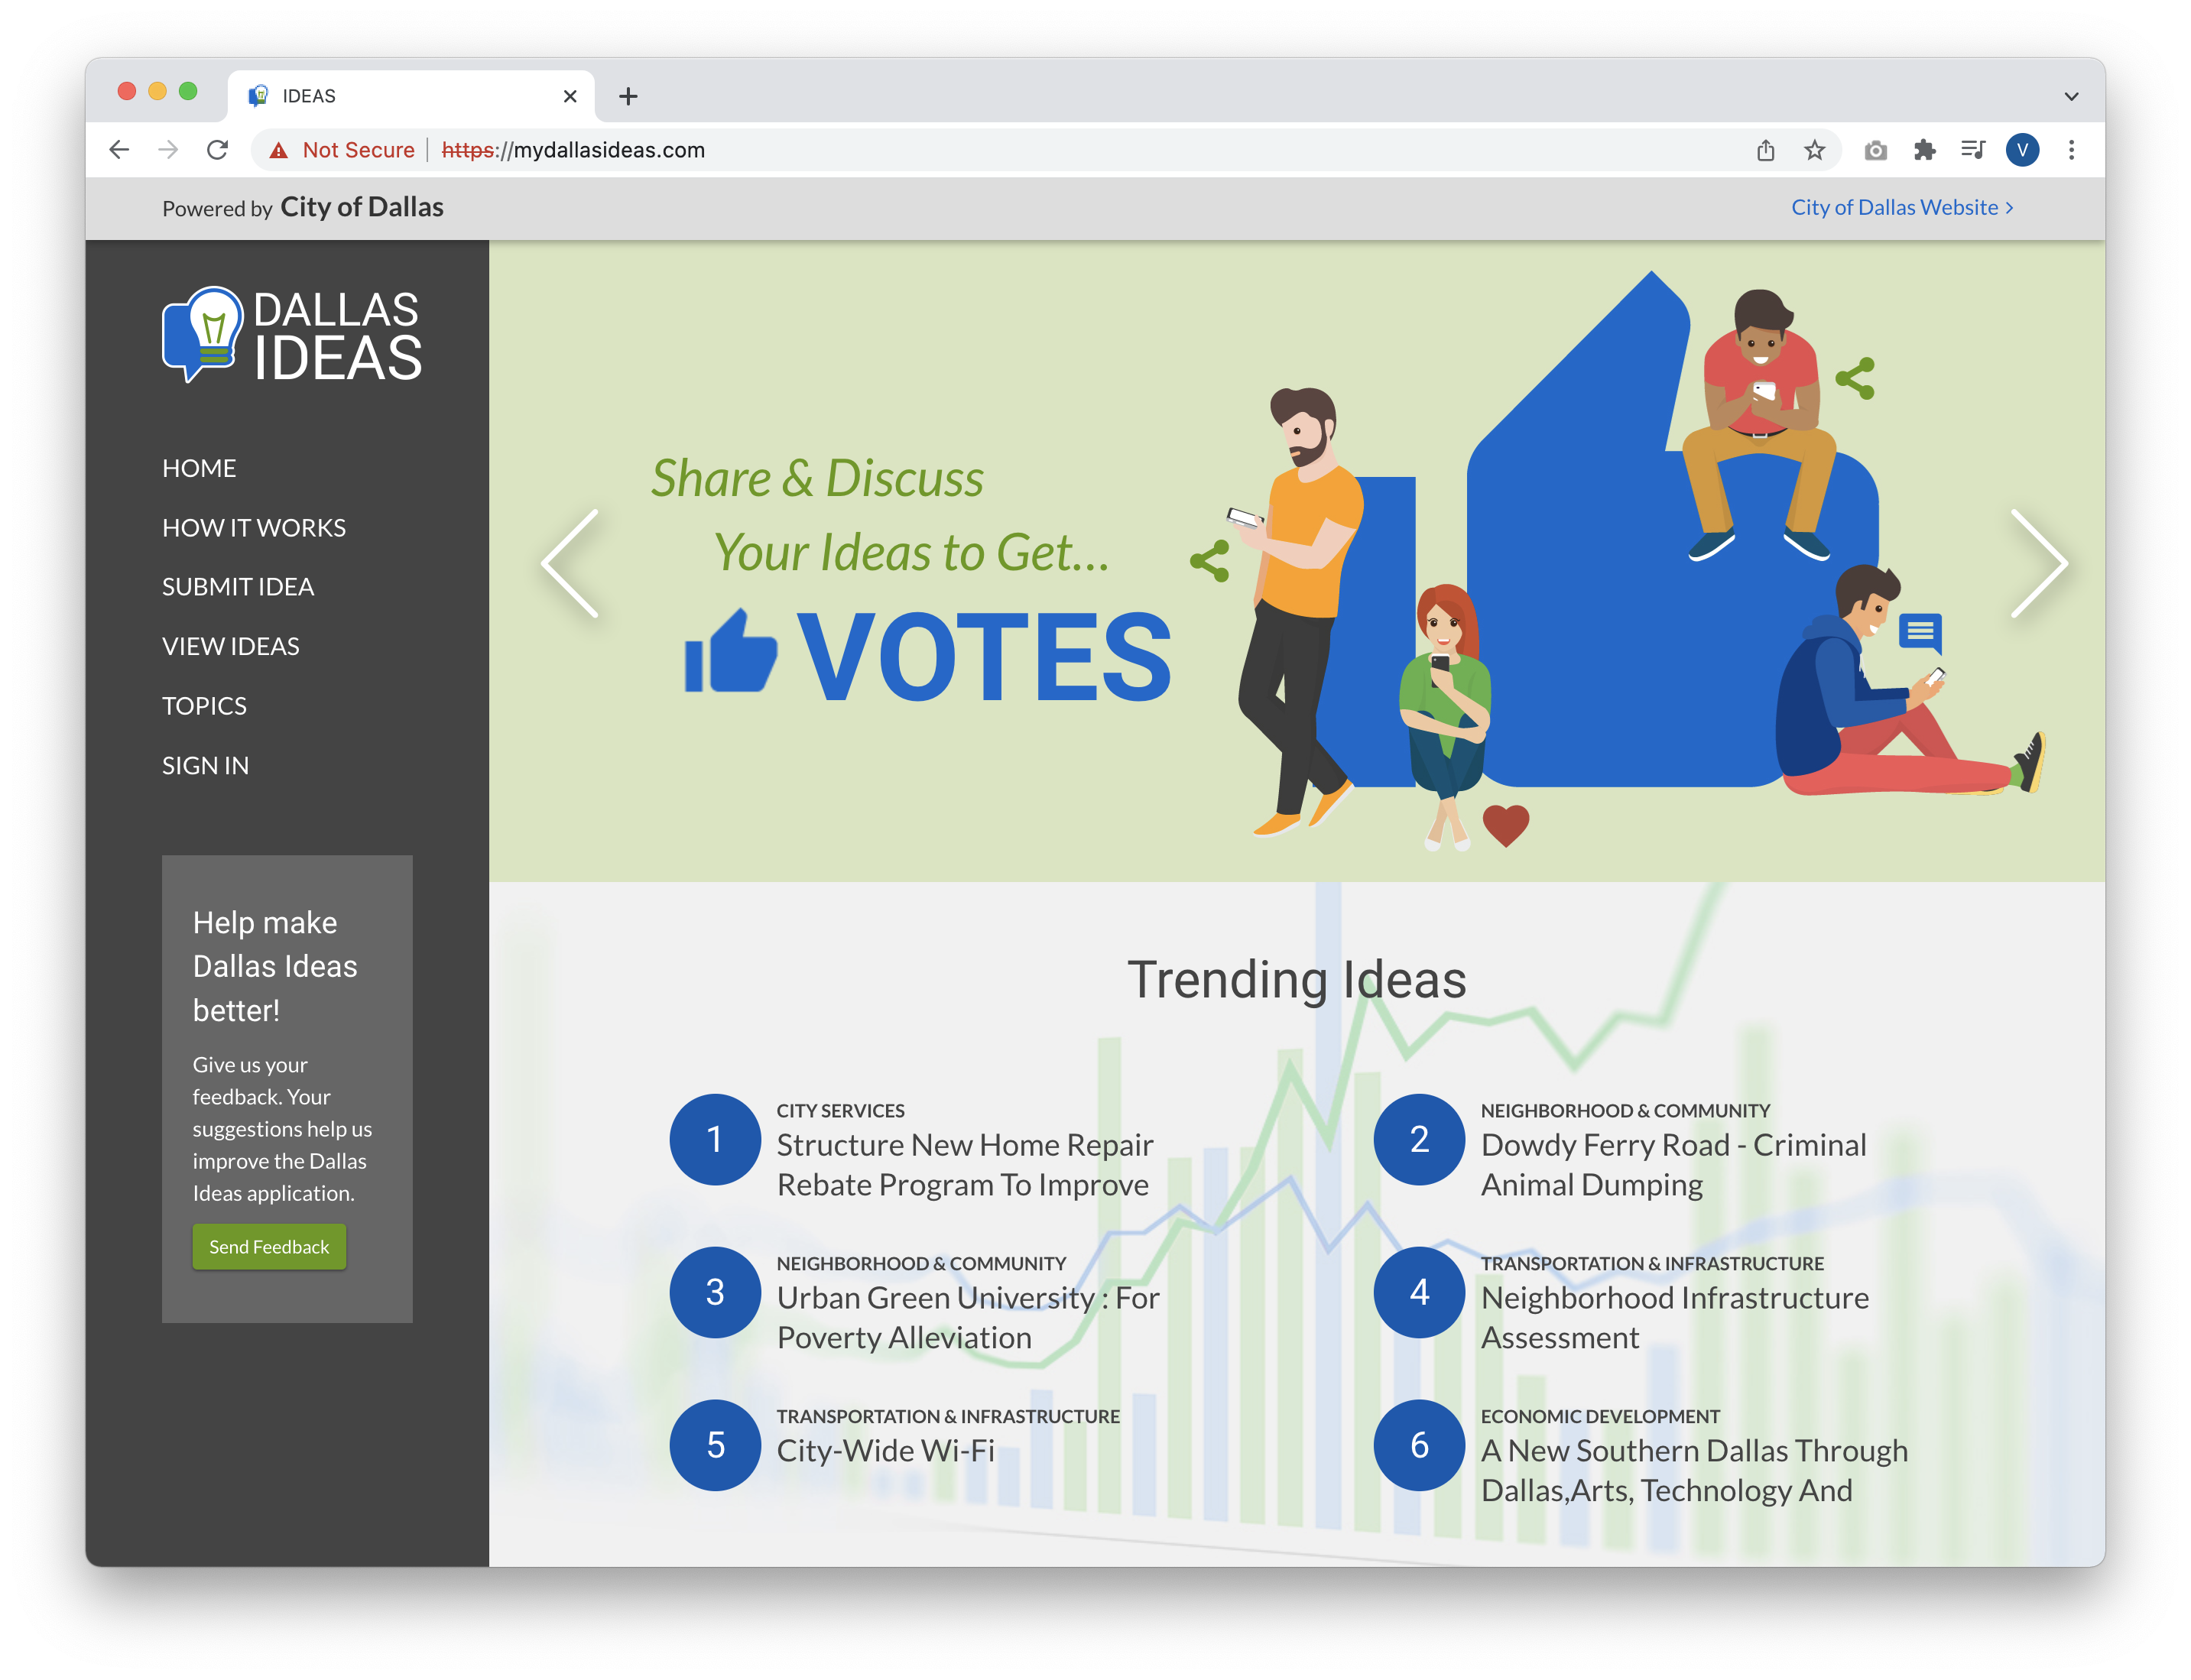 IDEAS
Not Secure
https://mydallasideas.com
V
Powered by City of Dallas
City of Dallas Website >
DALLAS
IDEAS
HOME
HOW IT WORKS
SUBMIT IDEA
VIEW IDEAS
TOPICS
SIGN IN
Help make
Dallas Ideas
better!
Give us your
feedback. Your
suggestions help us
improve the Dallas
Ideas application.
Send Feedback
Share & Discuss
Your Ideas to Get...
VOTES
Trending Ideas
1
CITY SERVICES
Structure New Home Repair
Rebate Program To Improve
2
NEIGHBORHOOD & COMMUNITY
Dowdy Ferry Road - Criminal
Animal Dumping
3
NEIGHBORHOOD & COMMUNITY
Urban Green University : For
Poverty Alleviation
4
TRANSPORTATION & INFRASTRUCTURE
Neighborhood Infrastructure
Assessment
5
TRANSPORTATION & INFRASTRUCTURE
City-Wide Wi-Fi
6
ECONOMIC DEVELOPMENT
A New Southern Dallas Through
Dallas,Arts, Technology And